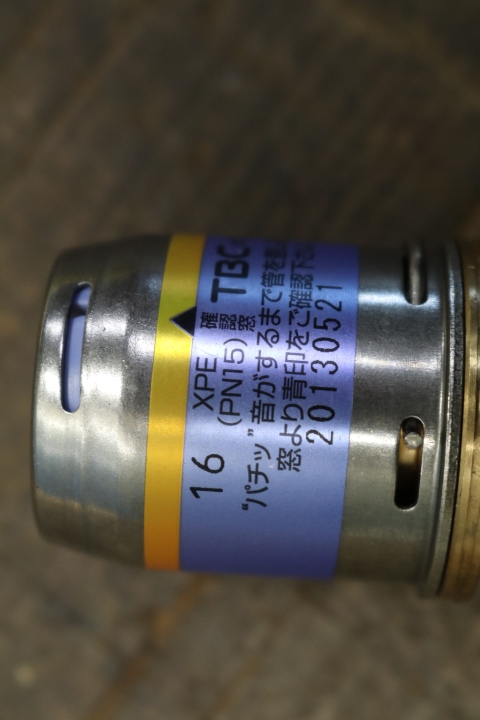 確認窓
TBC
16 XPE
(PN15)
“パチッ”音がするまで管を
窓より青印をご確認下
20130521